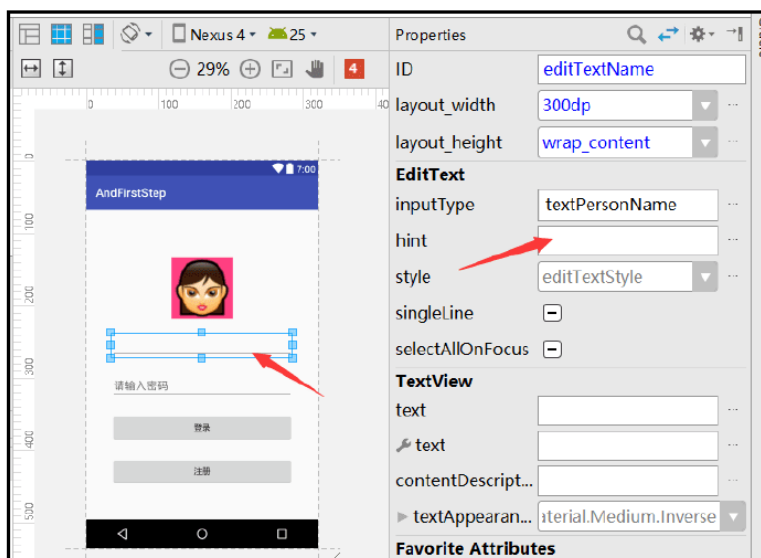 Nexus 4 25
29% 4
0 100 200 300 40
0
100
200
300
400
500
7:00
AndFirstStep
请输入密码
登录
注册
Properties
ID editTextName
layout_width 300dp
layout_height wrap_content
EditText
inputType textPersonName
hint
style editTextStyle
singleLine
selectAllOnFocus
TextView
text
text
contentDescript...
textAppearan... aterial.Medium.Inverse
Favorite Attributes